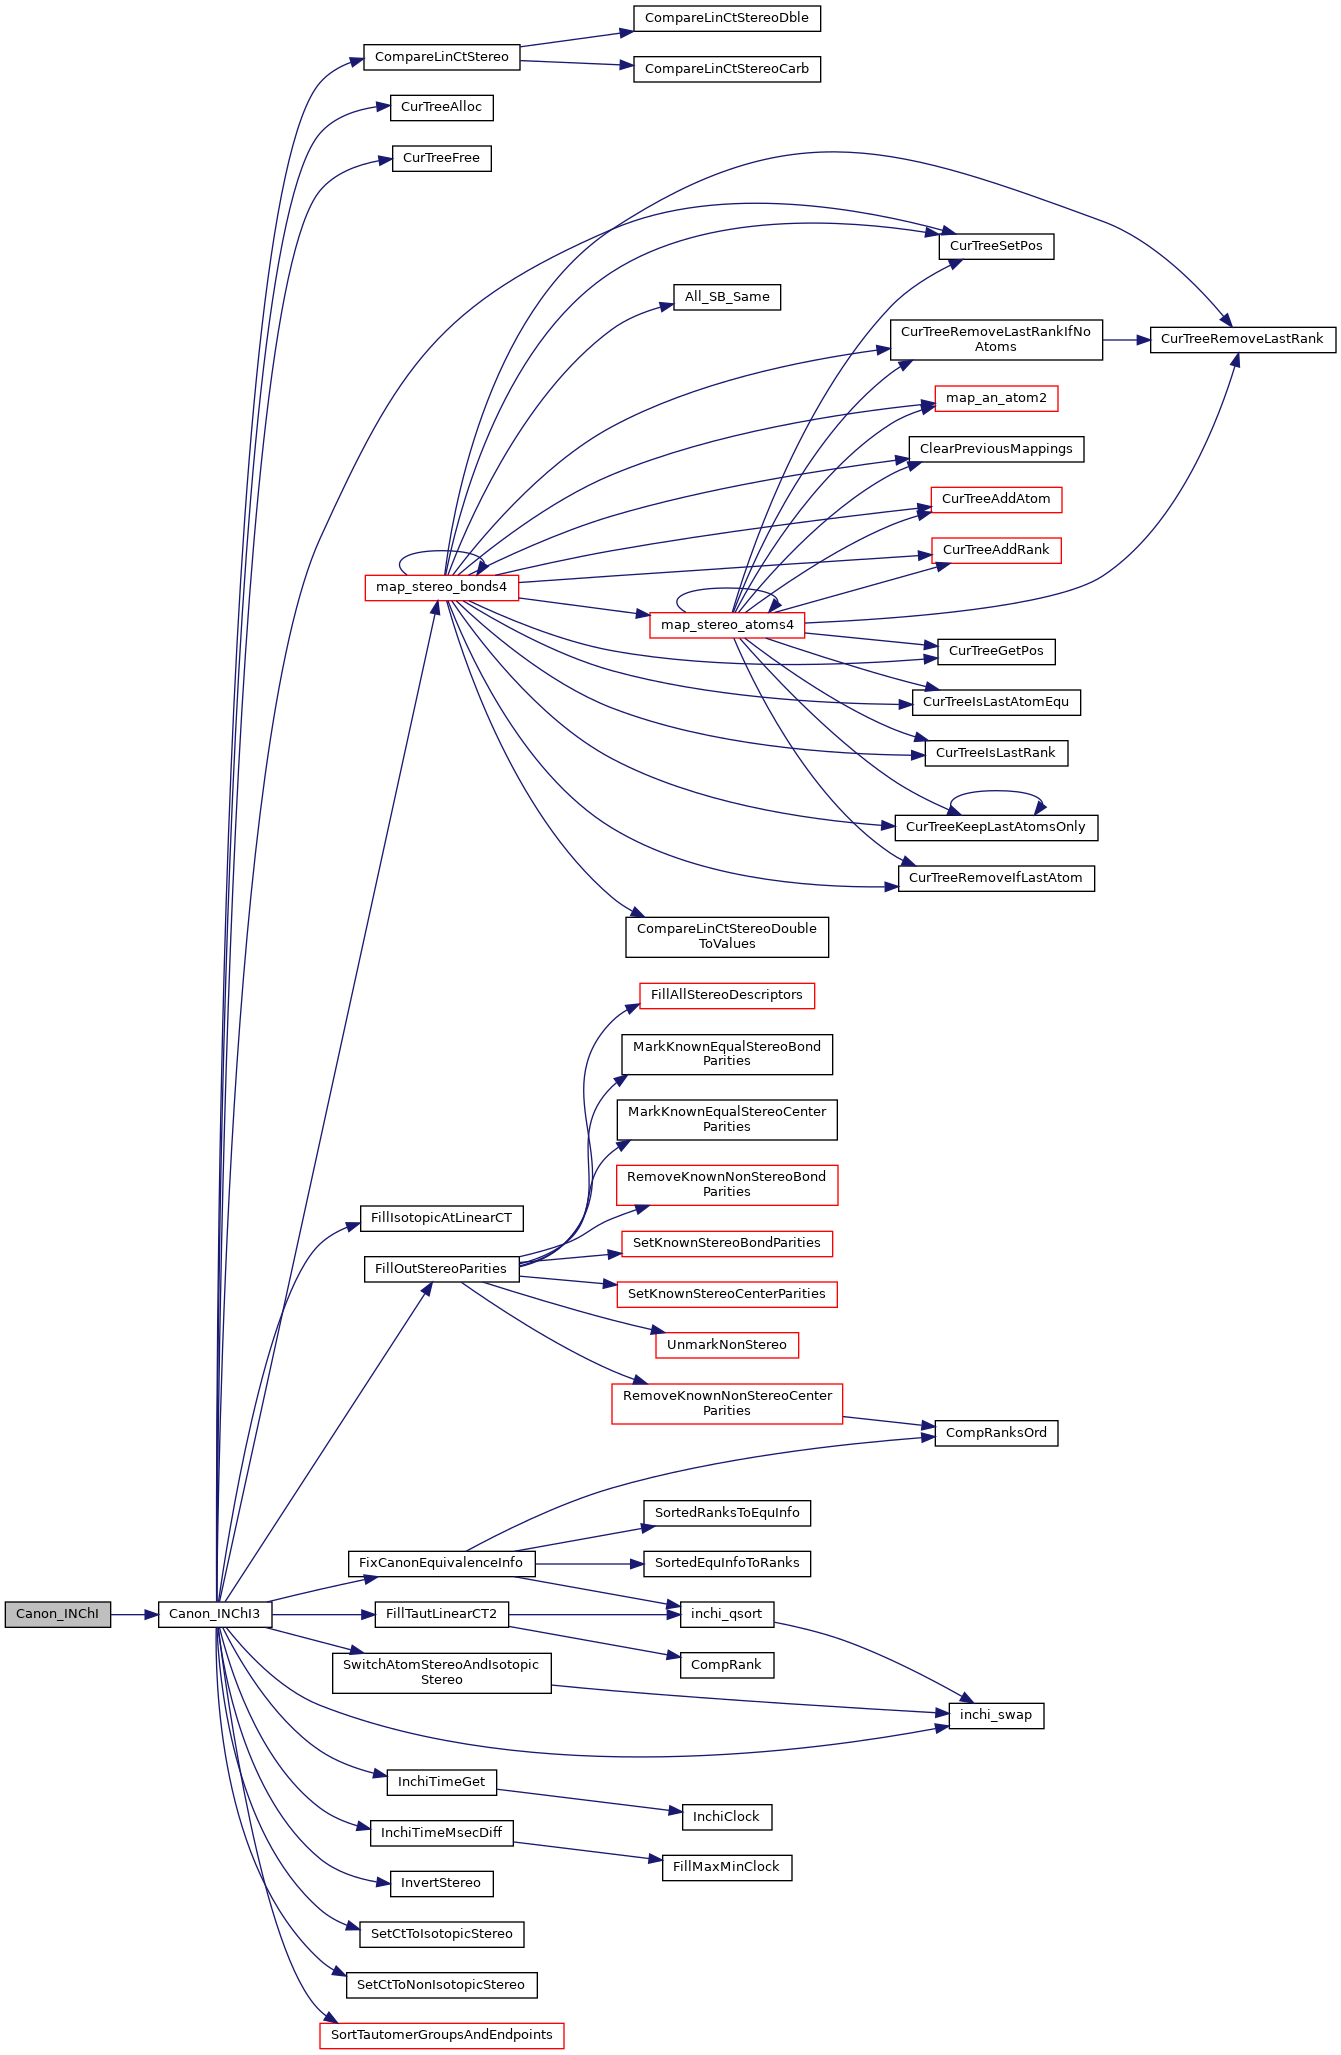 CompareLinCtStereoDble
CompareLinCtStereo
CompareLinCtStereoCarb
CurTreeAlloc
CurTreeFree
CurTreeSetPos
All_SB_Same
CurTreeRemoveLastRankIfNo
Atoms
CurTreeRemoveLastRank
map_an_atom2
ClearPreviousMappings
CurTreeAddAtom
CurTreeAddRank
map_stereo_bonds4
map_stereo_atoms4
CurTreeGetPos
CurTreeIsLastAtomEqu
CurTreeIsLastRank
CurTreeKeepLastAtomsOnly
CurTreeRemoveIfLastAtom
CompareLinCtStereoDouble
ToValues
FillAllStereoDescriptors
MarkKnownEqualStereoBond
Parities
MarkKnownEqualStereoCenter
Parities
RemoveKnownNonStereoBond
Parities
FillIsotopicAtLinearCT
SetKnownStereoBondParities
FillOutStereoParities
SetKnownStereoCenterParities
UnmarkNonStereo
RemoveKnownNonStereoCenter
Parities
CompRanksOrd
SortedRanksToEquInfo
FixCanonEquivalenceInfo
SortedEquInfoToRanks
Canon_INChI
Canon_INChI3
FillTautLinearCT2
inchi_qsort
SwitchAtomStereoAndIsotopic
Stereo
CompRank
inchi_swap
InchiTimeGet
InchiClock
InchiTimeMsecDiff
FillMaxMinClock
InvertStereo
SetCtToIsotopicStereo
SetCtToNonIsotopicStereo
SortTautomerGroupsAndEndpoints